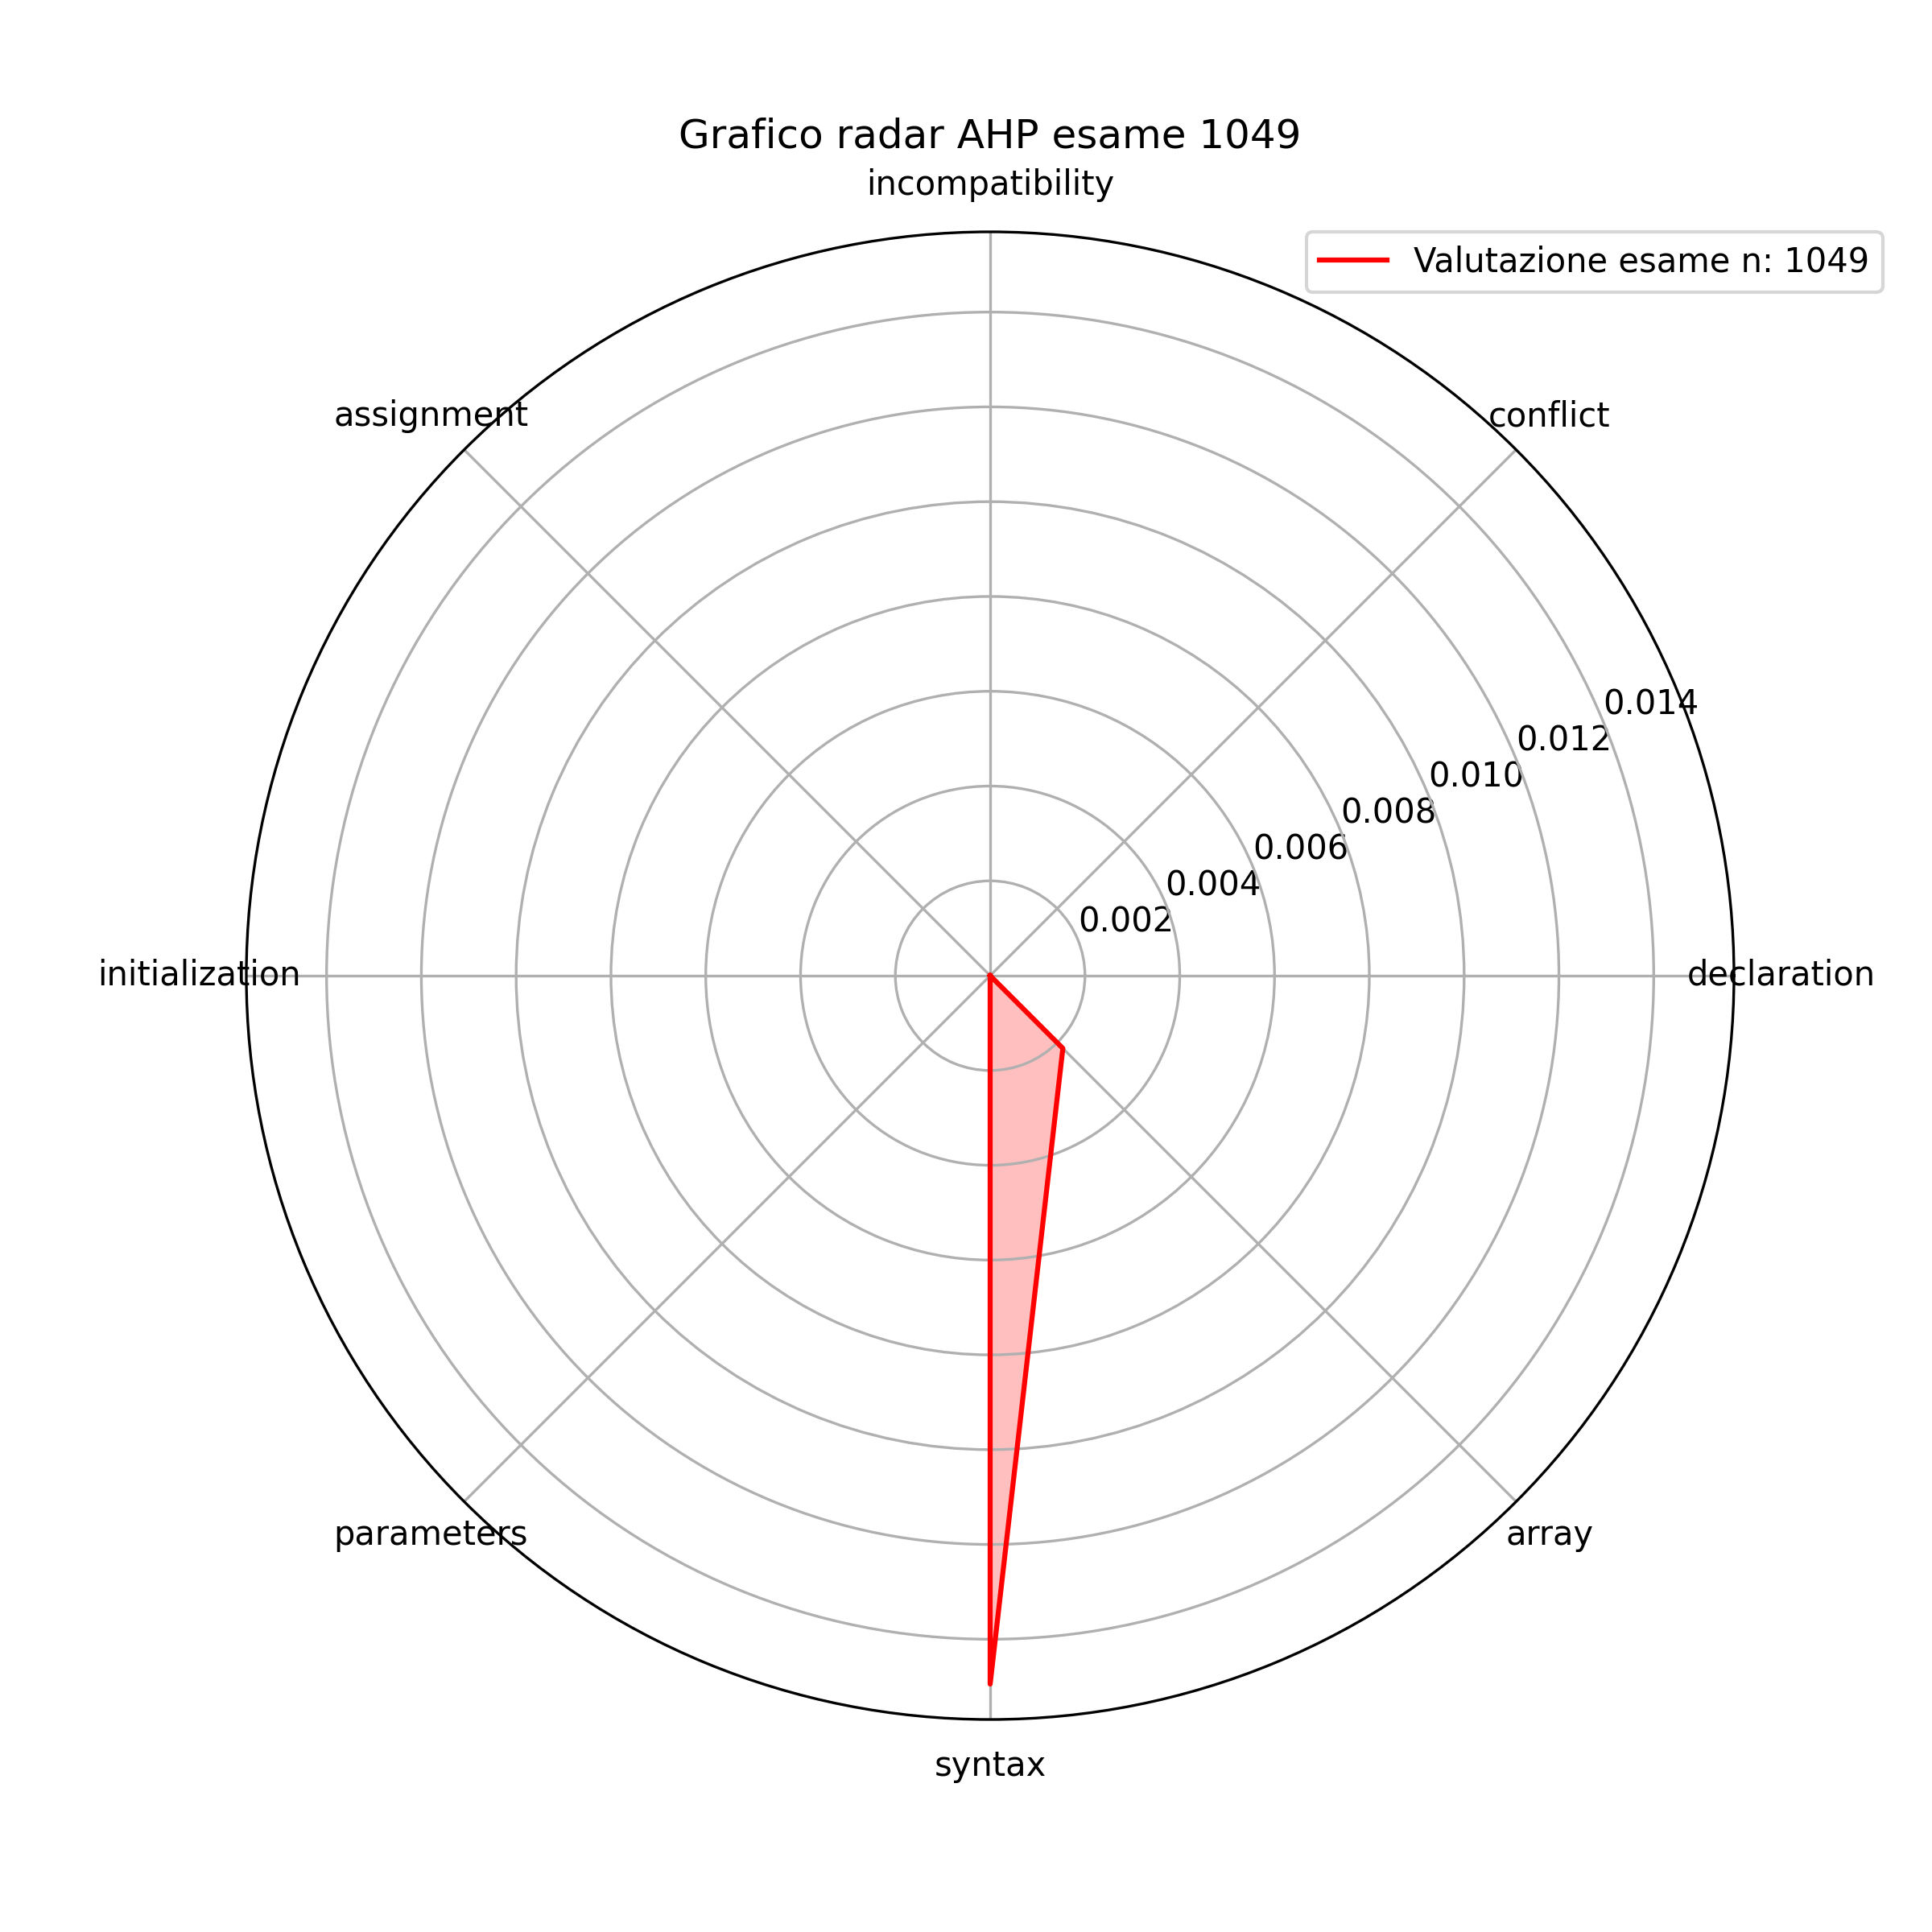 Grafico radar AHP esame 1049
incompatibility
Valutazione esame n: 1049
assignment
conflict
0.014
0.012
0.010
0.008
0.006
0.004
0.002
initialization
declaration
parameters
array
syntax